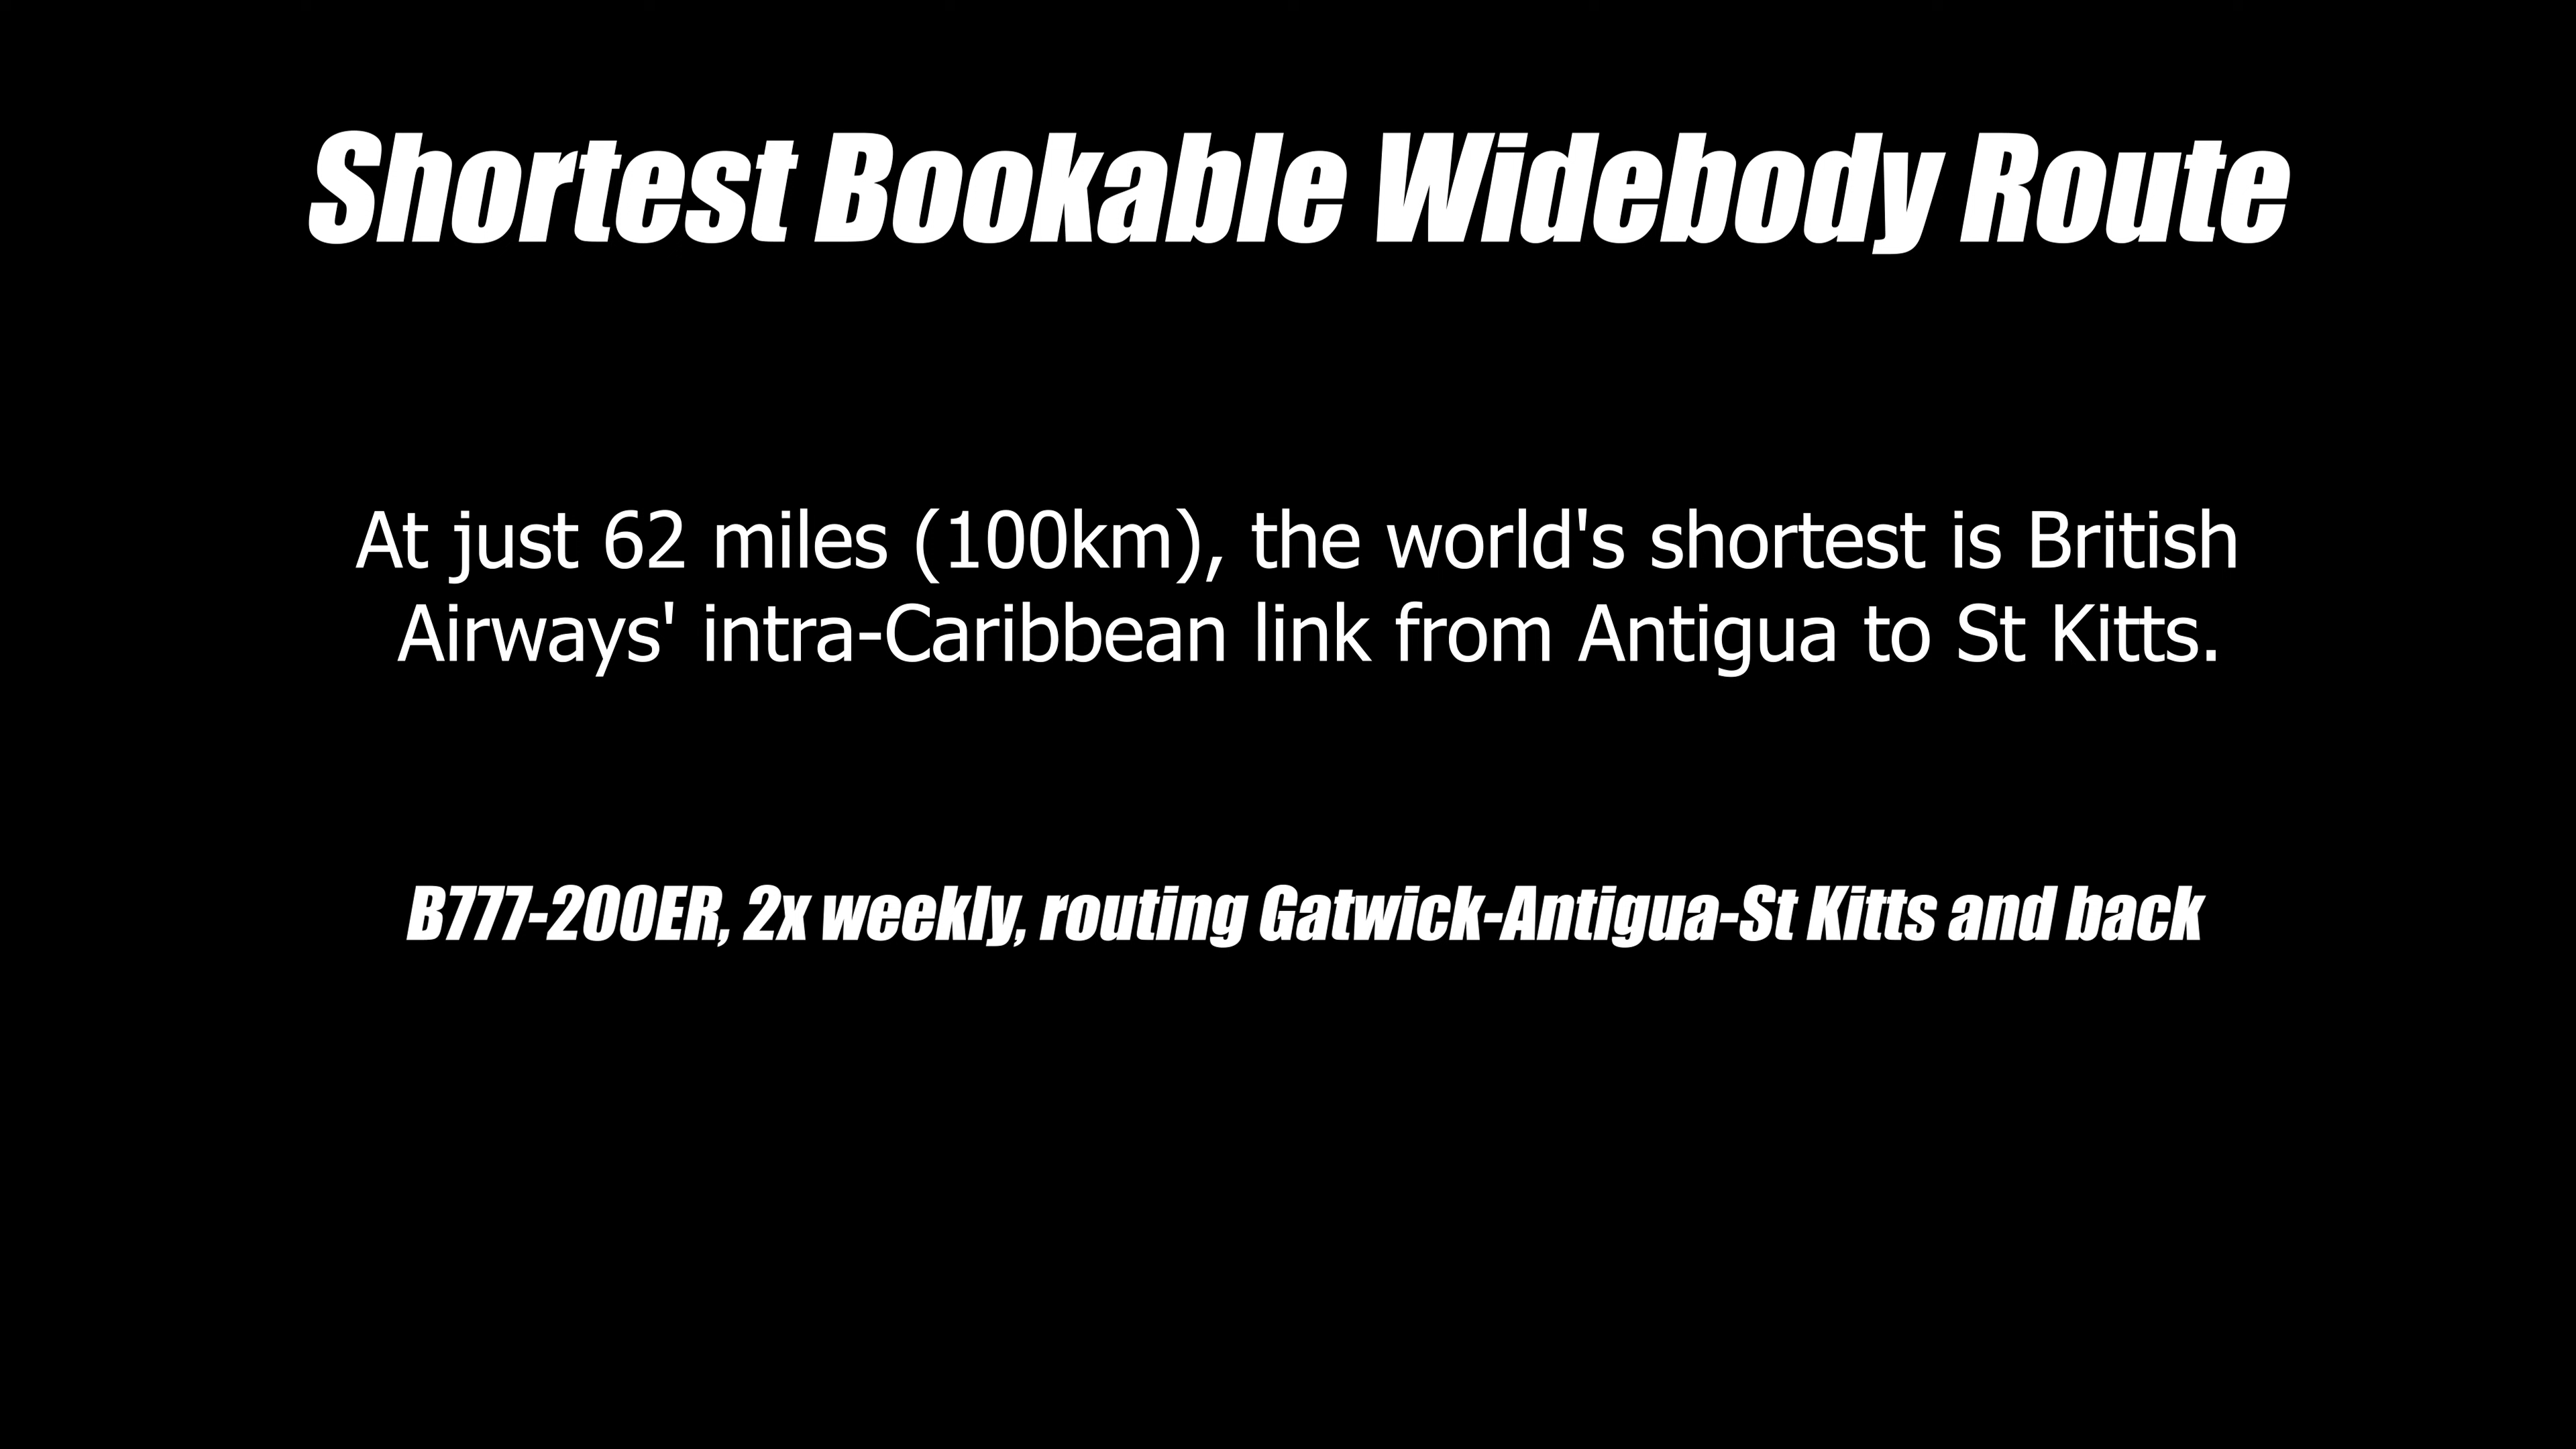 Shortest Bookable Widebody Route
At just 62 miles (100km), the world's shortest is British
Airways' intra-Caribbean link from Antigua to St Kitts.
B777-200ER, 2x weekly, routing Gatwick-Antigua-St Kitts and back